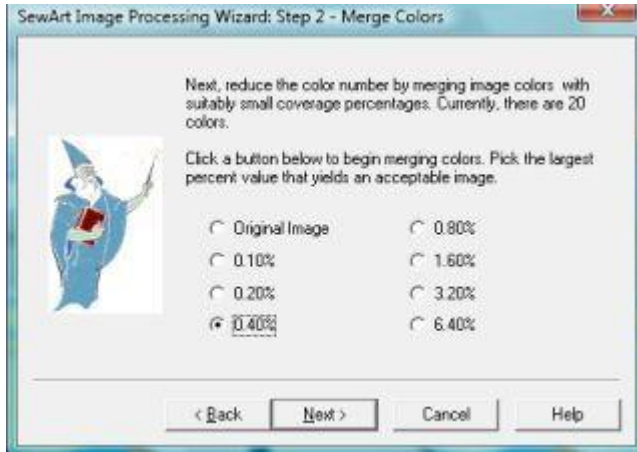 SewArt Image Processing Wizard: Step 2 - Merge Colors
Next, reduce the color number by merging image colors with
suitably small coverage percentages. Currently, there are 20
colors.
Click a button below to begin merging colors. Pick the largest
percent value that yields an acceptable image.
Original Image
0.80%
0.10%
1.60%
0.20%
3.20%
0.40%
6.40%
< Back
Next >
Cancel
Help